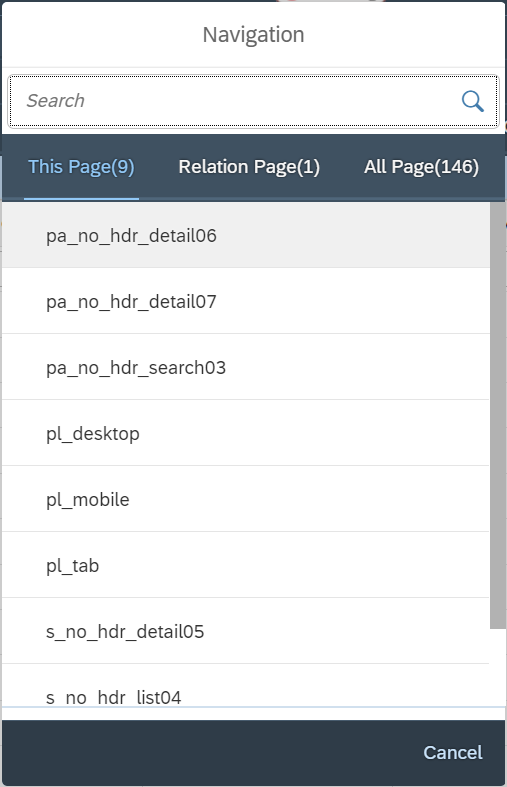 Navigation
Search
This Page(9) Relation Page(1) All Page(146)
pa_no_hdr_detail06
pa_no_hdr_detail07
pa_no_hdr_search03
pl_desktop
pl_mobile
pl_tab
s_no_hdr_detail05
s_no_hdr_list04
Cancel